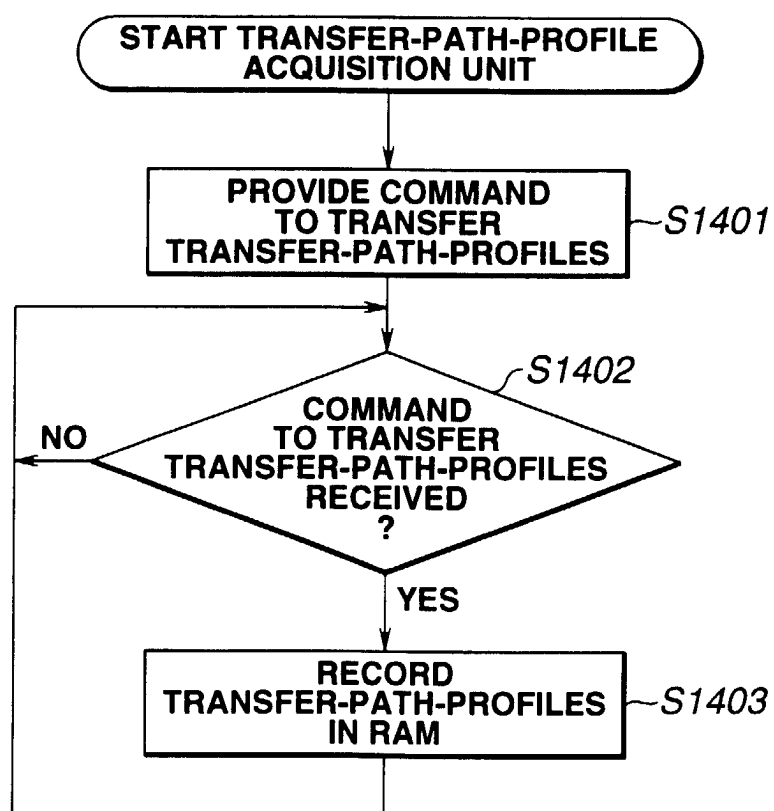 START TRANSFER-PATH-PROFILE
ACQUISITION UNIT
PROVIDE COMMAND
TO TRANSFER
TRANSFER-PATH-PROFILES
S1401
S1402
COMMAND
TO TRANSFER
TRANSFER-PATH-PROFILES
RECEIVED
?
NO
YES
RECORD
TRANSFER-PATH-PROFILES
IN RAM
S1403